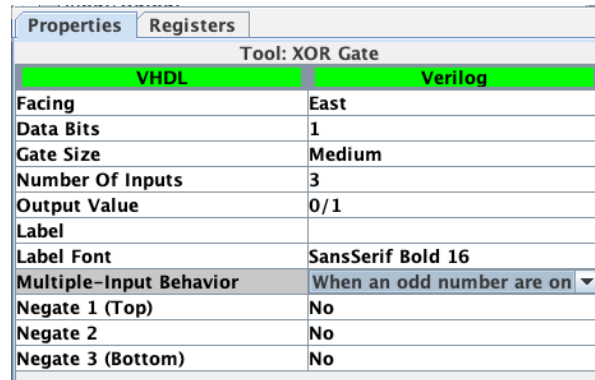 Properties Registers
Tool: XOR Gate
VHDL Verilog
Facing East
Data Bits 1
Gate Size Medium
Number Of Inputs 3
Output Value 0/1
Label
Label Font SansSerif Bold 16
Multiple-Input Behavior When an odd number are on
Negate 1 (Top) No
Negate 2 No
Negate 3 (Bottom) No